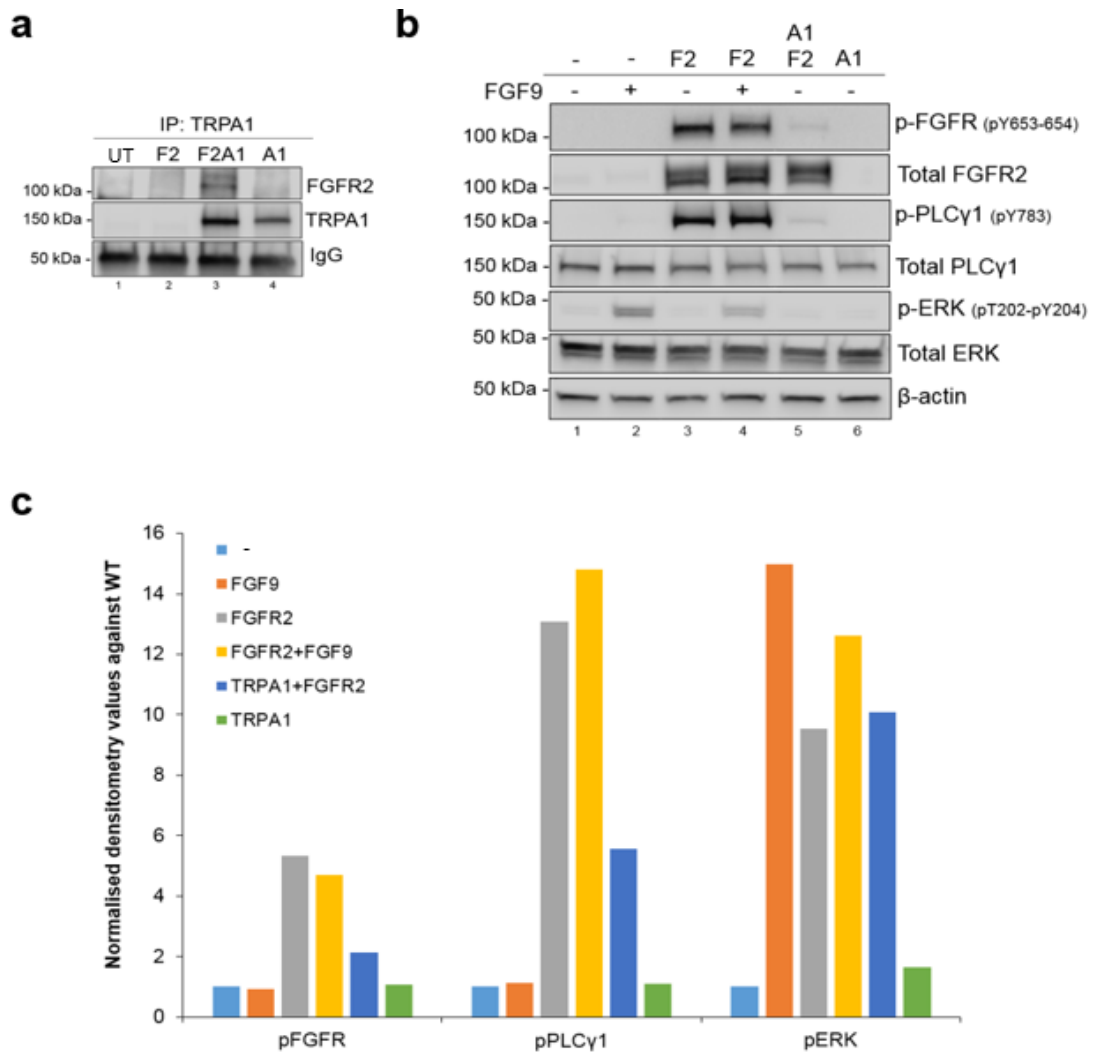 a
IP: TRPA1
UT F2 F2A1 A1
100 kDa - FGFR2
150 kDa - TRPA1
50 kDa - IgG
1 2 3 4
b
A1
- - F2 F2 F2 A1
FGF9 - + - + - -
100 kDa - p-FGFR (pY653-654)
100 kDa - Total FGFR2
150 kDa - p-PLCγ1 (pY783)
150 kDa - Total PLCγ1
50 kDa - p-ERK (pT202-pY204)
50 kDa - Total ERK
50 kDa - β-actin
1 2 3 4 5 6
c
Normalised densitometry values against WT
16
14
12
10
8
6
4
2
0
-
FGF9
FGFR2
FGFR2+FGF9
TRPA1+FGFR2
TRPA1
pFGFR pPLCγ1 pERK